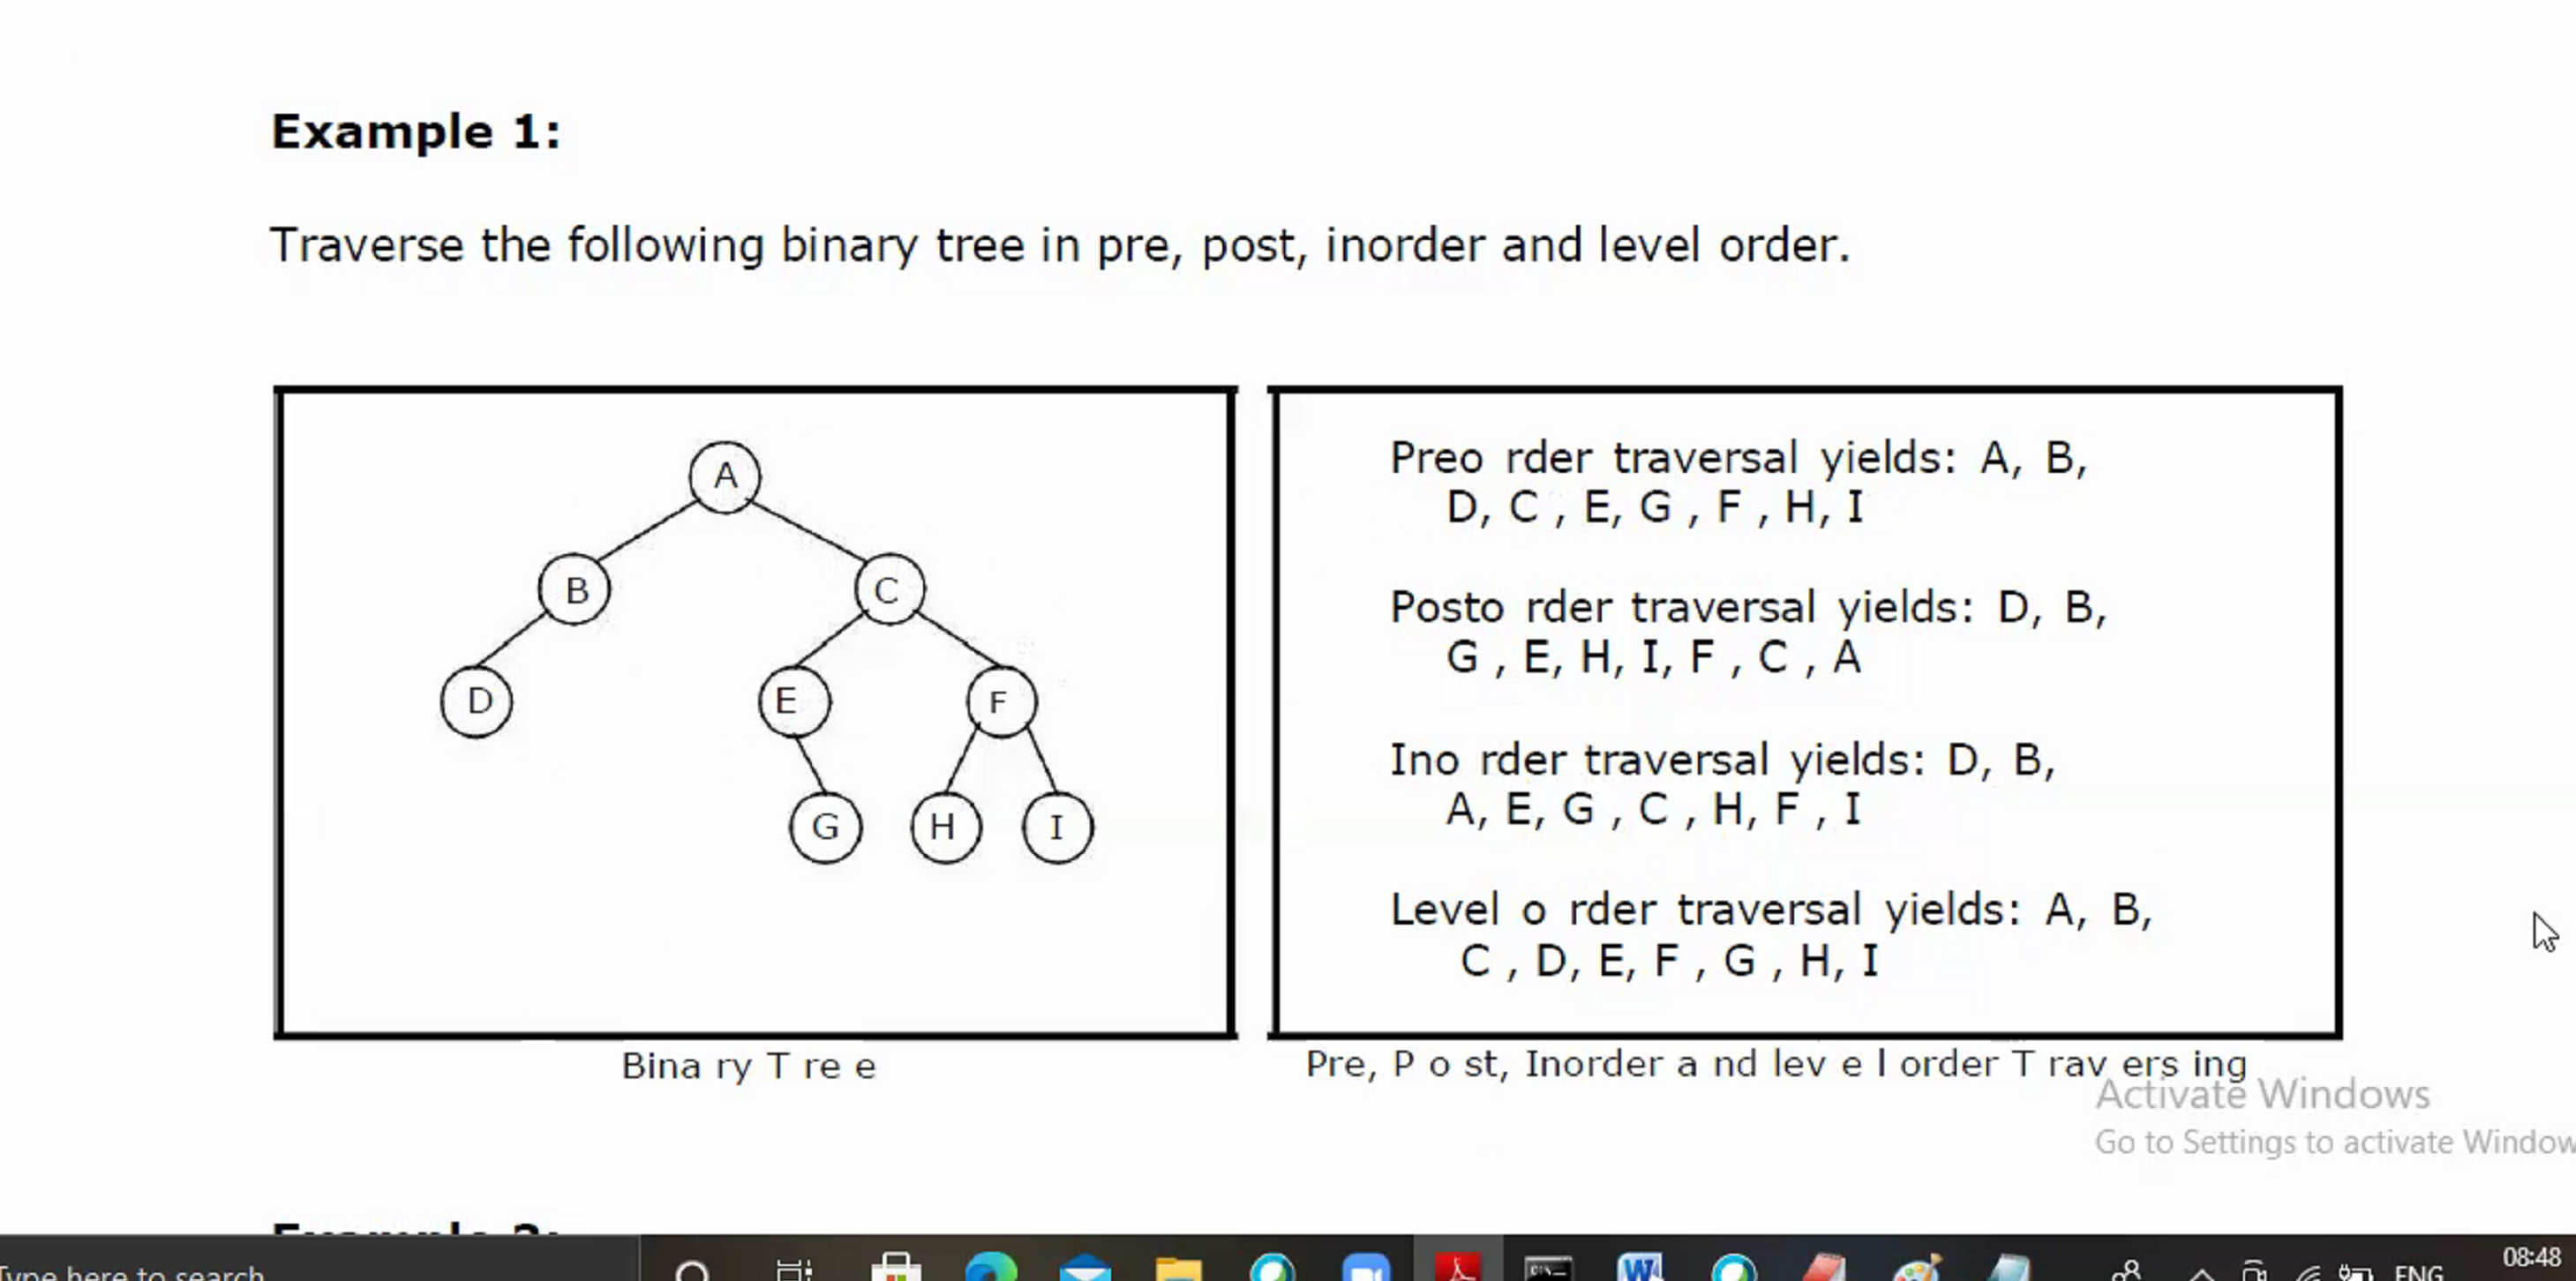 Example 1:
Traverse the following binary tree in pre, post, inorder and level order.
A
B
C
D
E
F
G
H
I
Bina ry T re e
Preo rder traversal yields: A, B,
D, C , E, G , F , H, I
Posto rder traversal yields: D, B,
G , E, H, I, F , C , A
Ino rder traversal yields: D, B,
A, E, G , C , H, F , I
Level o rder traversal yields: A, B,
C , D, E, F , G , H, I
Pre, P o st, Inorder a nd lev e l order T rav ers ing
Activate Windows
Go to Settings to activate Window
Example 2:
Type here to search
ENG
08:48